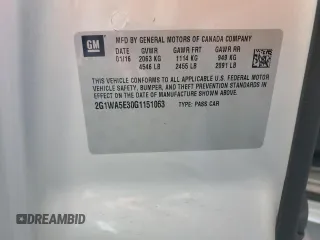 GM
MFD BY GENERAL MOTORS OF CANADA COMPANY
DATE GVWR GAWR FRT GAWR RR
01/16 2063 KG 1114 KG 949 KG
4546 LB 2455 LB 2091 LB
THIS VEHICLE CONFORMS TO ALL APPLICABLE U.S. FEDERAL MOTOR
VEHICLE SAFETY, BUMPER, AND THEFT PREVENTION STANDARDS IN
EFFECT ON THE DATE OF MANUFACTURE SHOWN ABOVE.
2G1WA5E30G1151063 TYPE: PASS CAR
DREAMBID